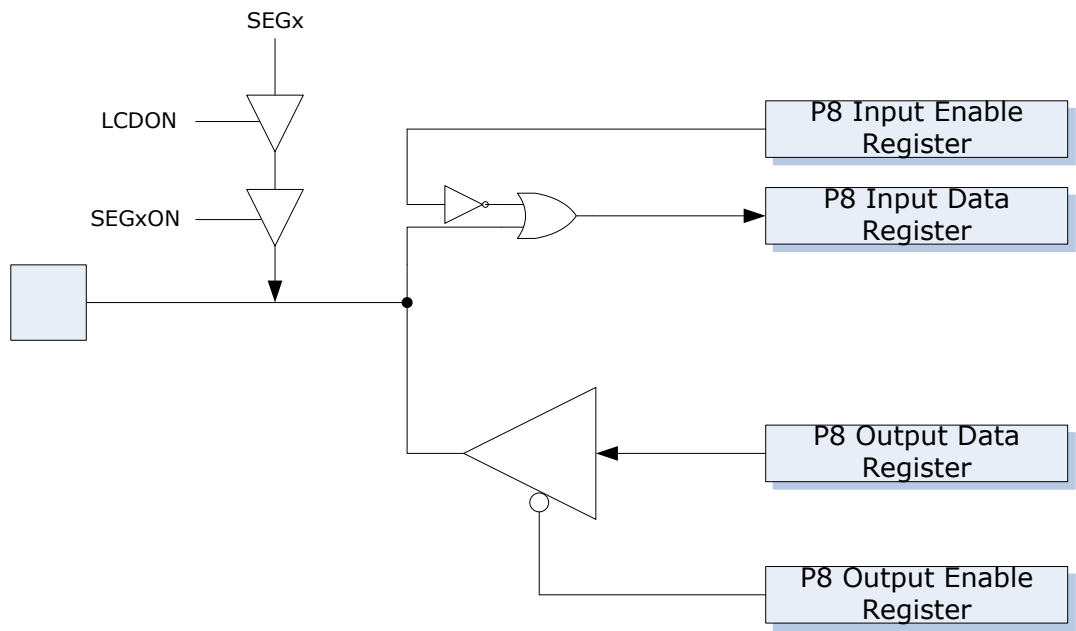 SEGx
LCDON
SEGxON
P8 Input Enable
Register
P8 Input Data
Register
P8 Output Data
Register
P8 Output Enable
Register